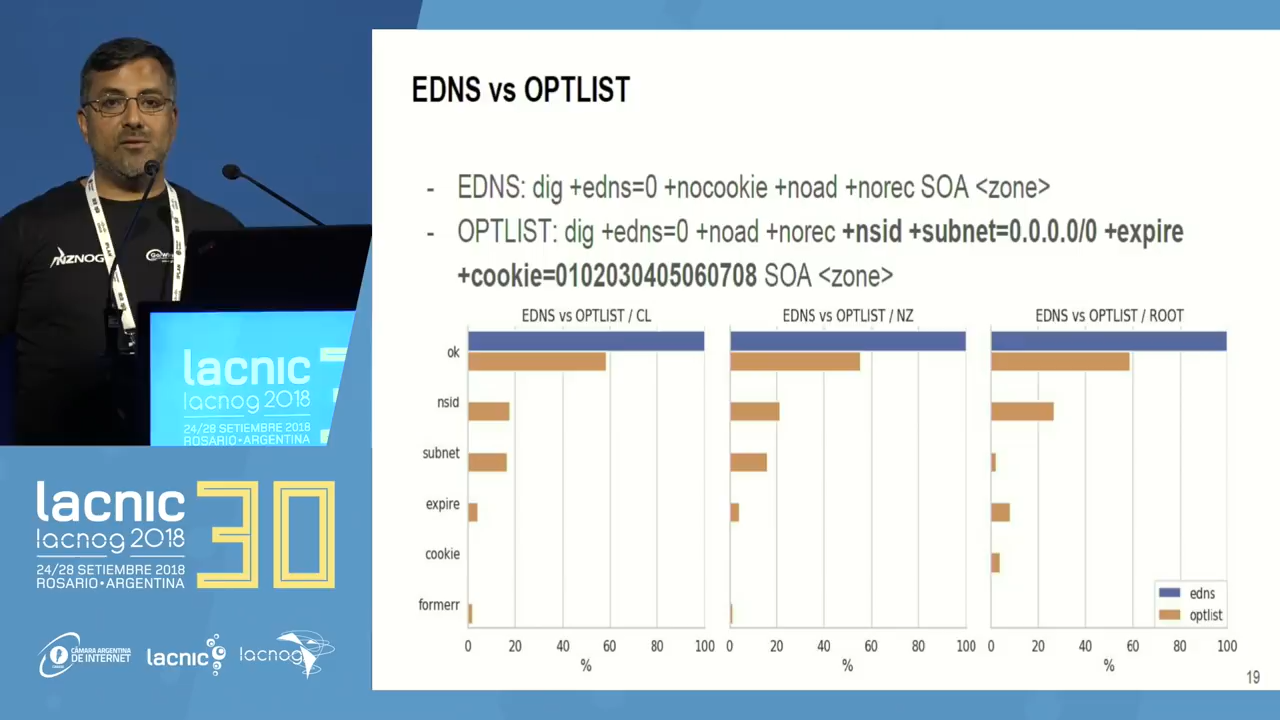 EDNS vs OPTLIST
- EDNS: dig +edns=0 +nocookie +noad +norec SOA <zone>
- OPTLIST: dig +edns=0 +noad +norec +nsid +subnet=0.0.0.0/0 +expire
+cookie=0102030405060708 SOA <zone>
EDNS vs OPTLIST / CL
EDNS vs OPTLIST / NZ
EDNS vs OPTLIST / ROOT
ok
nsid
subnet
expire
cookie
formerr
edns
optlist
0 20 40 60 80 100
%
0 20 40 60 80 100
%
0 20 40 60 80 100
%
19
NZNOG
lacnic
lacnog 2018
24/28 SETIEMBRE 2018
ROSARIO•ARGENTINA
lacnic 30
lacnog 2018
24/28 SETIEMBRE 2018
ROSARIO•ARGENTINA
CÁMARA ARGENTINA
DE INTERNET
lacnic
lacnog